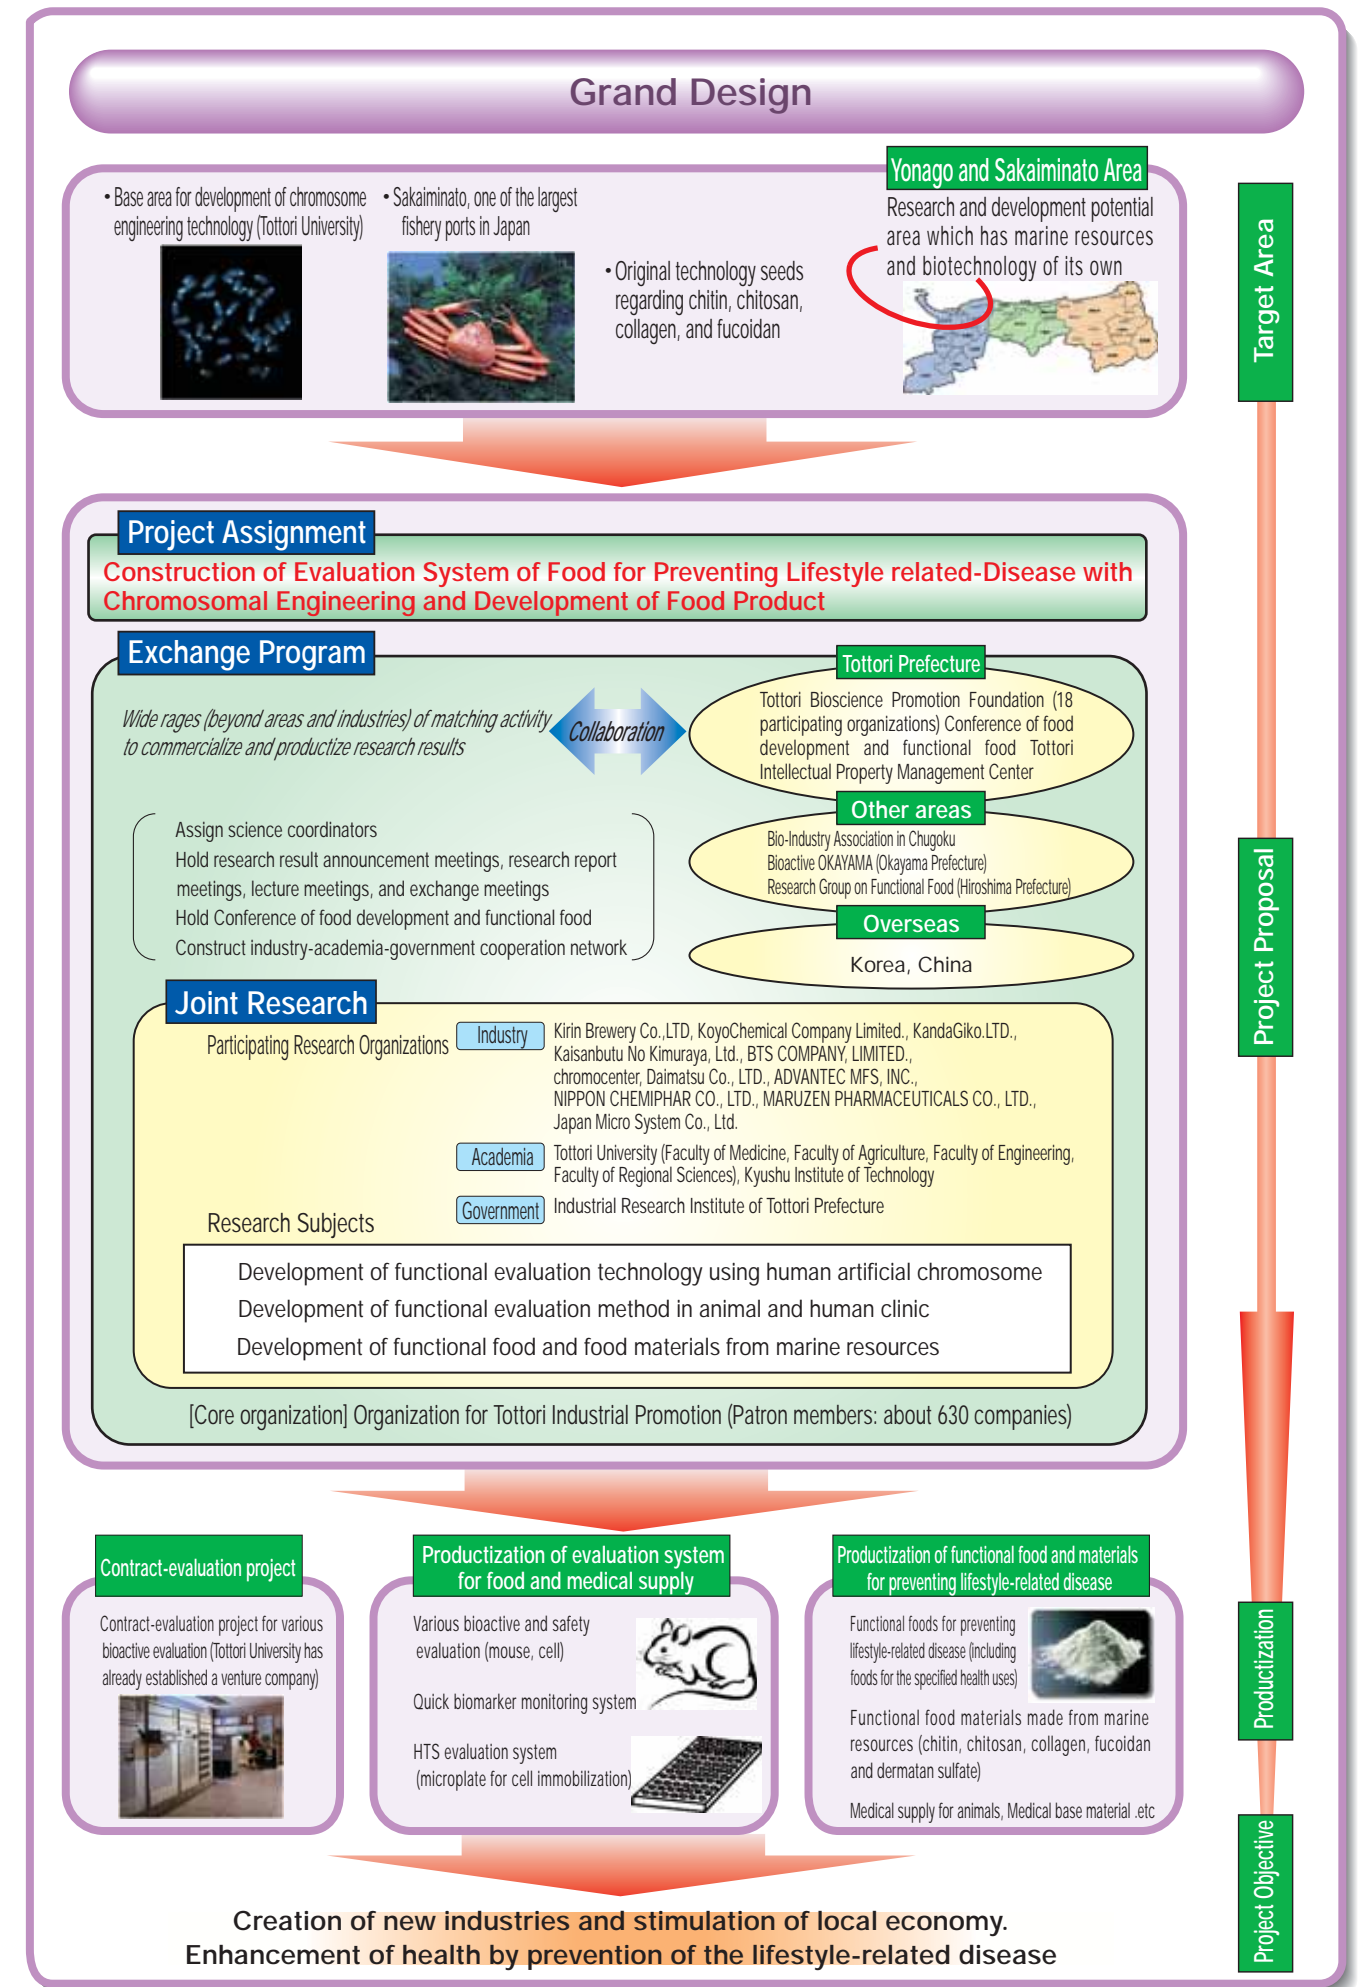 Grand Design
Yonago and Sakaiminato Area
• Base area for development of chromosome
engineering technology (Tottori University)
• Sakaiminato, one of the largest
fishery ports in Japan
• Original technology seeds
regarding chitin, chitosan,
collagen, and fucoidan
Research and development potential
area which has marine resources
and biotechnology of its own
Target Area
Project Assignment
Construction of Evaluation System of Food for Preventing Lifestyle related-Disease with
Chromosomal Engineering and Development of Food Product
Exchange Program
Wide rages (beyond areas and industries) of matching activity
to commercialize and productize research results
Collaboration
Tottori Prefecture
Tottori Bioscience Promotion Foundation (18
participating organizations) Conference of food
development and functional food Tottori
Intellectual Property Management Center
Other areas
Bio-Industry Association in Chugoku
Bioactive OKAYAMA (Okayama Prefecture)
Research Group on Functional Food (Hiroshima Prefecture)
Overseas
Korea, China
Assign science coordinators
Hold research result announcement meetings, research report
meetings, lecture meetings, and exchange meetings
Hold Conference of food development and functional food
Construct industry-academia-government cooperation network
Project Proposal
Joint Research
Participating Research Organizations
Industry
Kirin Brewery Co.,LTD, KoyoChemical Company Limited., KandaGiko.LTD.,
Kaisanbutu No Kimuraya, Ltd., BTS COMPANY, LIMITED.,
chromocenter, Daimatsu Co., LTD., ADVANTEC MFS, INC.,
NIPPON CHEMIPHAR CO., LTD., MARUZEN PHARMACEUTICALS CO., LTD.,
Japan Micro System Co., Ltd.
Academia
Tottori University (Faculty of Medicine, Faculty of Agriculture, Faculty of Engineering,
Faculty of Regional Sciences), Kyushu Institute of Technology
Government
Industrial Research Institute of Tottori Prefecture
Research Subjects
Development of functional evaluation technology using human artificial chromosome
Development of functional evaluation method in animal and human clinic
Development of functional food and food materials from marine resources
[Core organization] Organization for Tottori Industrial Promotion (Patron members: about 630 companies)
Contract-evaluation project
Contract-evaluation project for various
bioactive evaluation (Tottori University has
already established a venture company)
Productization of evaluation system
for food and medical supply
Various bioactive and safety
evaluation (mouse, cell)
Quick biomarker monitoring system
HTS evaluation system
(microplate for cell immobilization)
Productization of functional food and materials
for preventing lifestyle-related disease
Functional foods for preventing
lifestyle-related disease (including
foods for the specified health uses)
Functional food materials made from marine
resources (chitin, chitosan, collagen, fucoidan
and dermatan sulfate)
Medical supply for animals, Medical base material .etc
Productization
Project Objective
Creation of new industries and stimulation of local economy.
Enhancement of health by prevention of the lifestyle-related disease